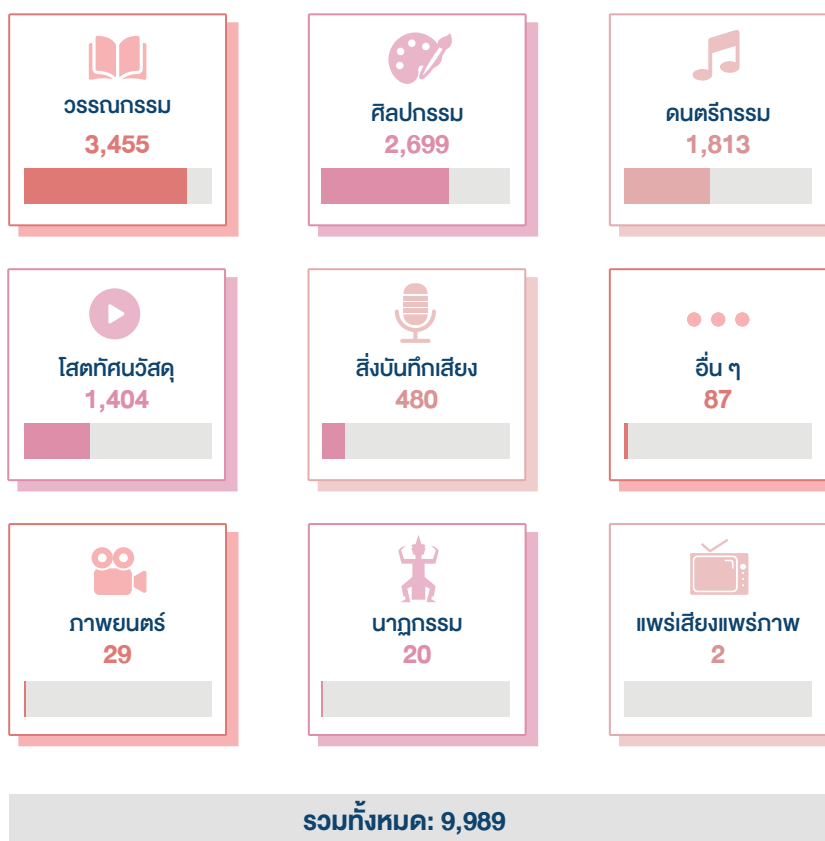 วรรณกรรม
3,455
ศิลปกรรม
2,699
ดนตรีกรรม
1,813
โสตทัศนวัสดุ
1,404
สิ่งบันทึกเสียง
480
อื่น ๆ
87
ภาพยนตร์
29
นาฏกรรม
20
แพร่เสียงแพร่ภาพ
2
รวมทั้งหมด: 9,989